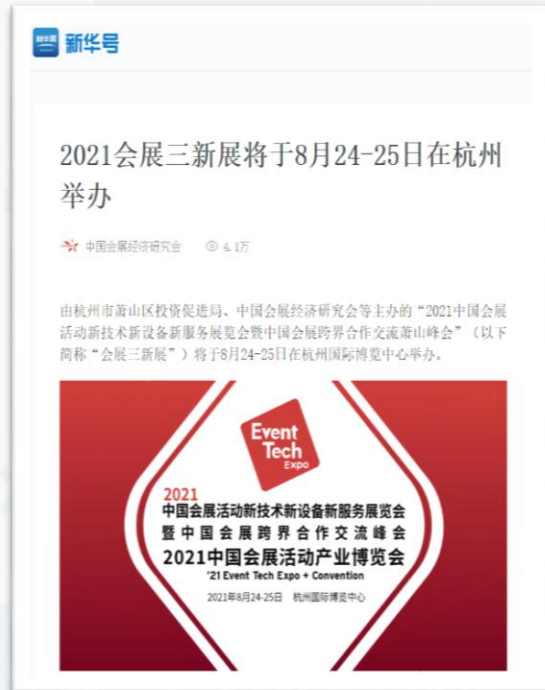 新华号
2021会展三新展将于8月24-25日在杭州
举办
中国会展经济研究会 4.1万
由杭州市萧山区投资促进局、中国会展经济研究会等主办的“2021中国会展
活动新技术新设备新服务展览会暨中国会展跨界合作交流萧山峰会”（以下
简称“会展三新展”）将于8月24-25日在杭州国际博览中心举办。
Event
Tech
Expo
2021
中国会展活动新技术新设备新服务展览会
暨中国会展跨界合作交流峰会
2021中国会展活动产业博览会
'21 Event Tech Expo + Convention
2021年8月24-25日 杭州国际博览中心